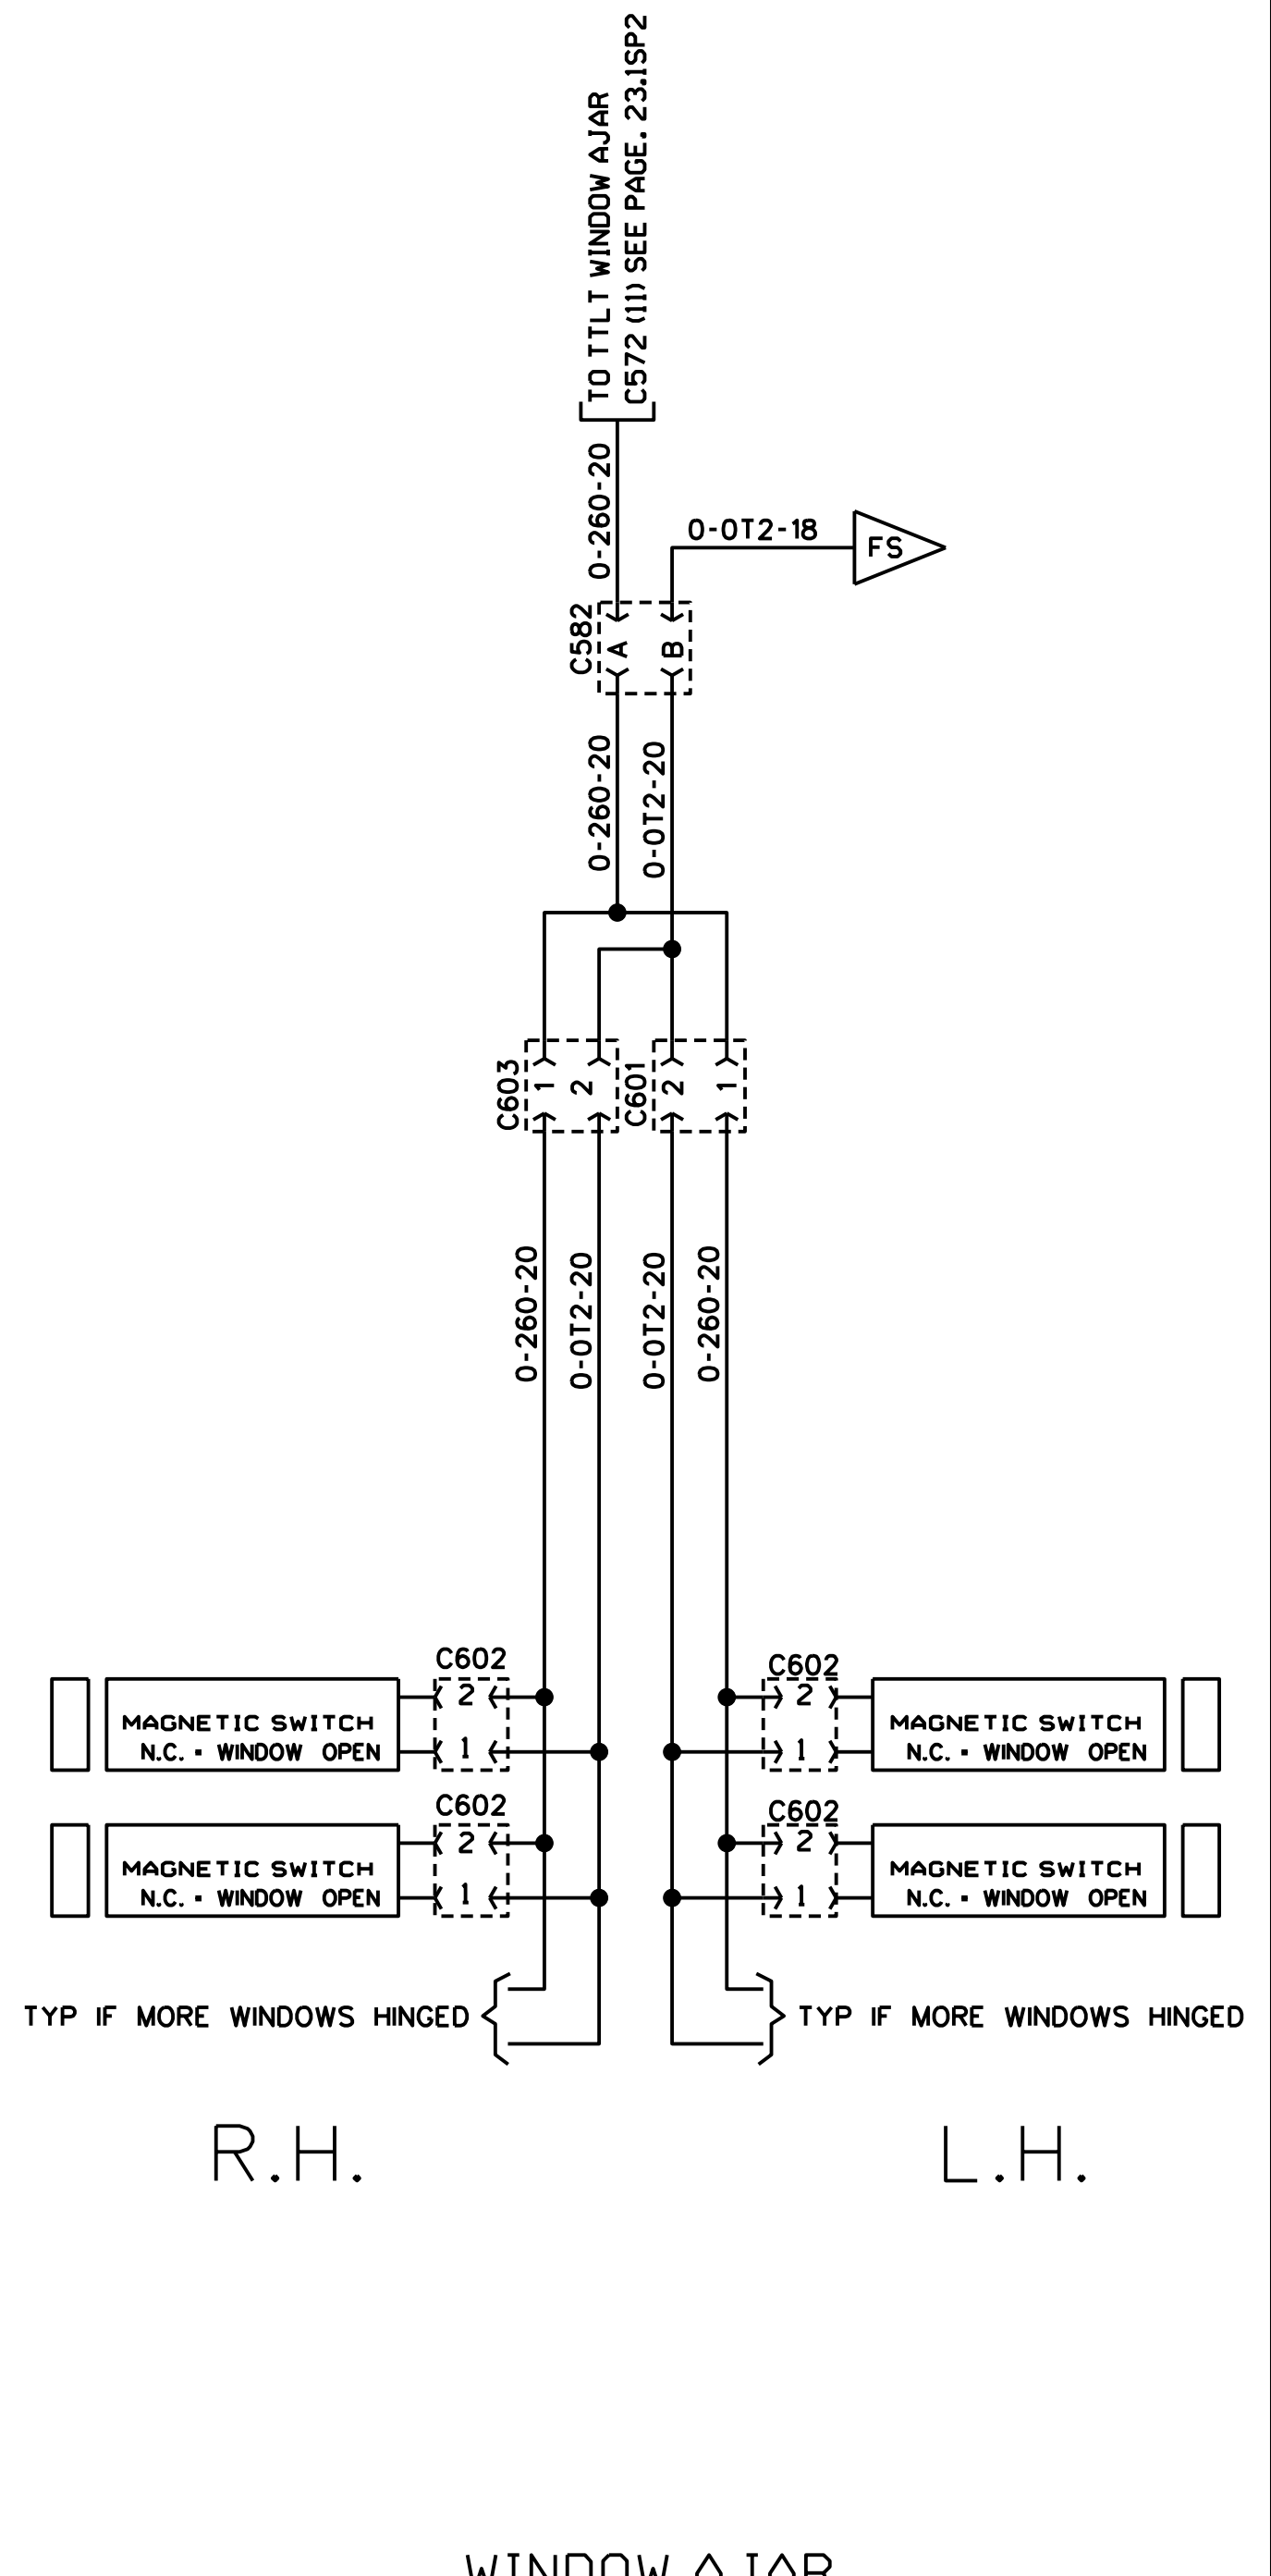 TO TTLT WINDOW AJAR
C572 (11) SEE PAGE. 23.1SP2
0-260-20
0-0T2-18
FS
C582
A
B
0-260-20
0-0T2-20
C603
1
2
C601
2
1
0-260-20
0-0T2-20
0-0T2-20
0-260-20
C602
C602
MAGNETIC SWITCH
N.C. - WINDOW OPEN
2
1
2
1
MAGNETIC SWITCH
N.C. - WINDOW OPEN
C602
C602
MAGNETIC SWITCH
N.C. - WINDOW OPEN
2
1
2
1
MAGNETIC SWITCH
N.C. - WINDOW OPEN
TYP IF MORE WINDOWS HINGED
TYP IF MORE WINDOWS HINGED
R.H.
L.H.
WINDOW AJAR